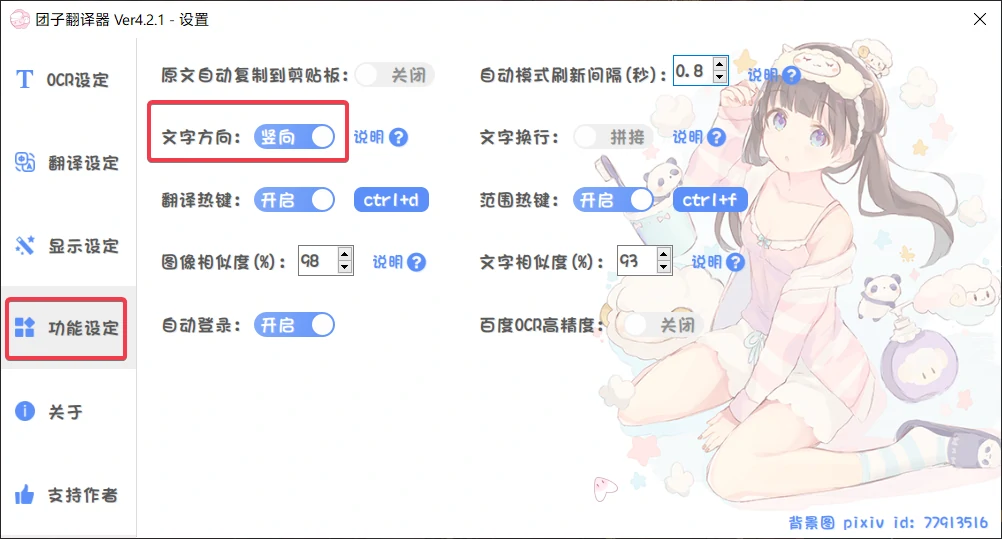 团子翻译器 Ver4.2.1 - 设置
OCR设定
翻译设定
显示设定
功能设定
关于
支持作者
原文自动复制到剪贴板: 关闭
自动模式刷新间隔(秒): 0.8 说明 ?
文字方向: 竖向 说明 ?
文字换行: 拼接 说明 ?
翻译热键: 开启 ctrl+d
范围热键: 开启 ctrl+f
图像相似度(%): 98 说明 ?
文字相似度(%): 93 说明 ?
自动登录: 开启
百度OCR高精度: 关闭
背景图 pixiv id: 77913516